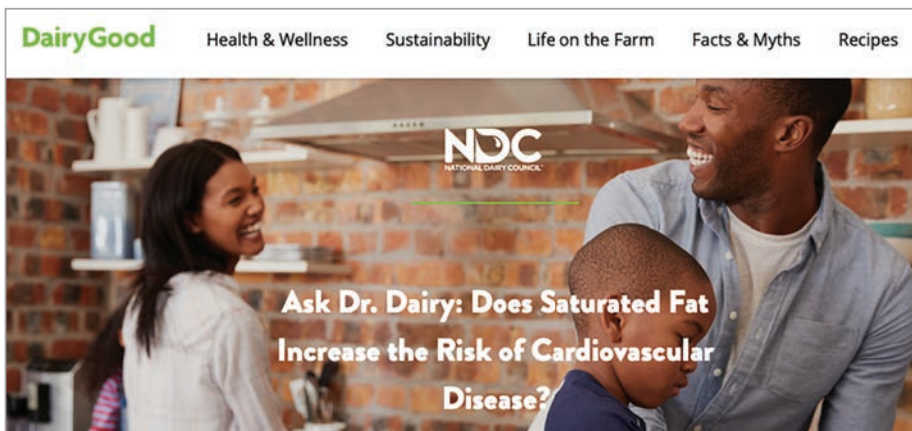 DairyGood
Health & Wellness Sustainability Life on the Farm Facts & Myths Recipes
NDC
NATIONAL DAIRY COUNCIL
Ask Dr. Dairy: Does Saturated Fat
Increase the Risk of Cardiovascular
Disease?